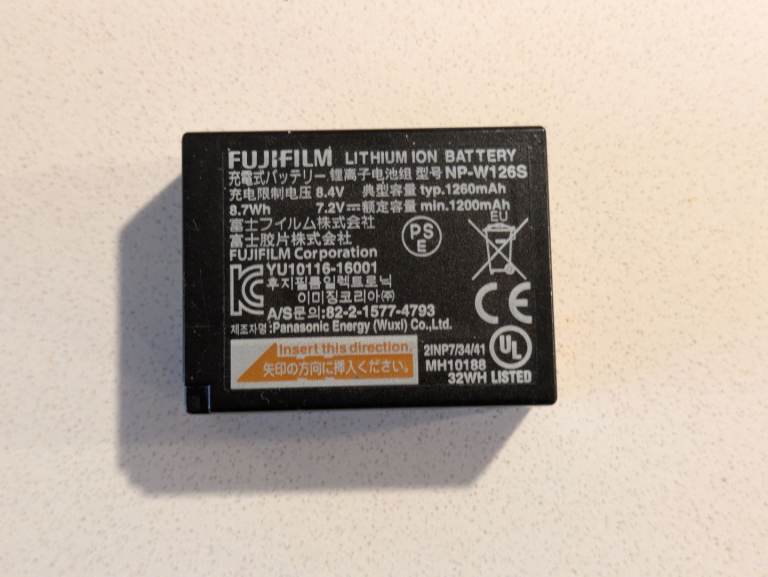 FUJIFILM LITHIUM ION BATTERY
充電式バッテリー 锂离子电池组 型号 NP-W126S
充电限制电压 8.4V 典型容量 typ.1260mAh
8.7Wh 7.2V⎓额定容量 min.1200mAh
富士フイルム株式会社
富士胶片株式会社
FUJIFILM Corporation
PS
E
EU
YU10116-16001
후지필름일렉트로닉
이미징코리아㈜
A/S문의:82-2-1577-4793
제조자명:Panasonic Energy (Wuxi) Co.,Ltd.
Insert this direction.
矢印の方向に挿入ください。
2INP7/34/41
MH10188
32WH LISTED
KC
CE
UL